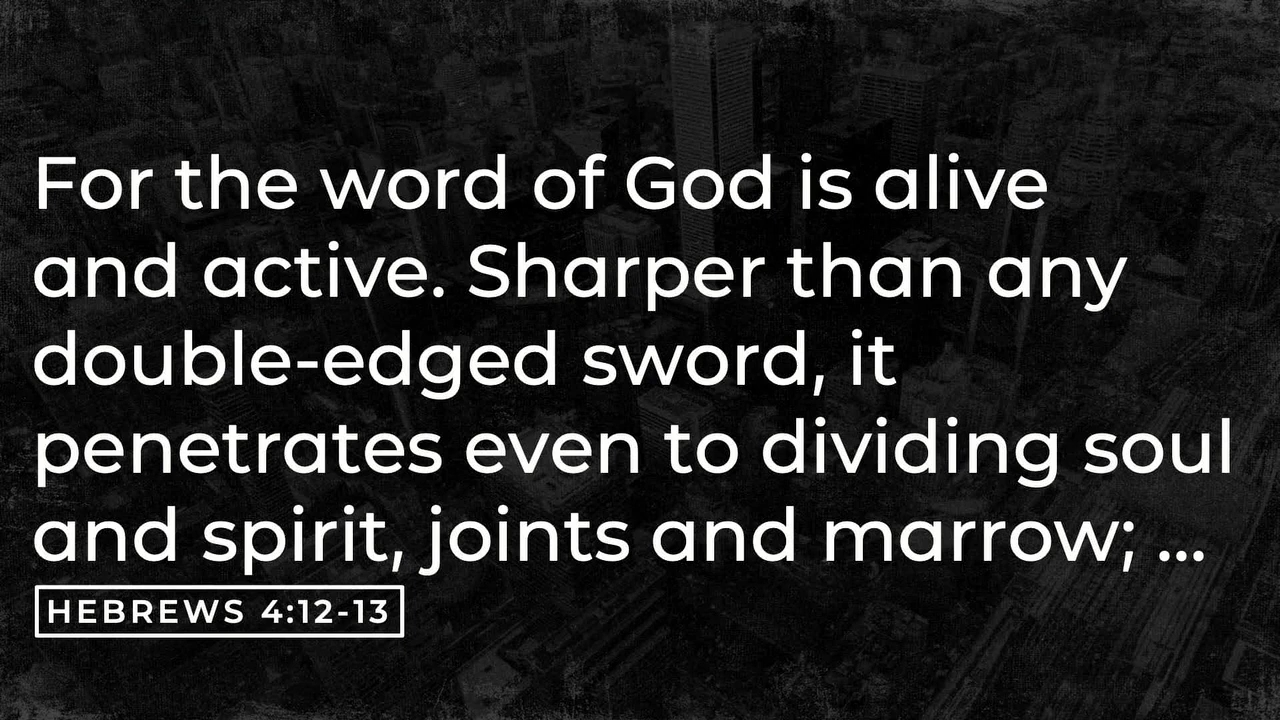 For the word of God is alive
and active. Sharper than any
double-edged sword, it
penetrates even to dividing soul
and spirit, joints and marrow; ...
HEBREWS 4:12-13